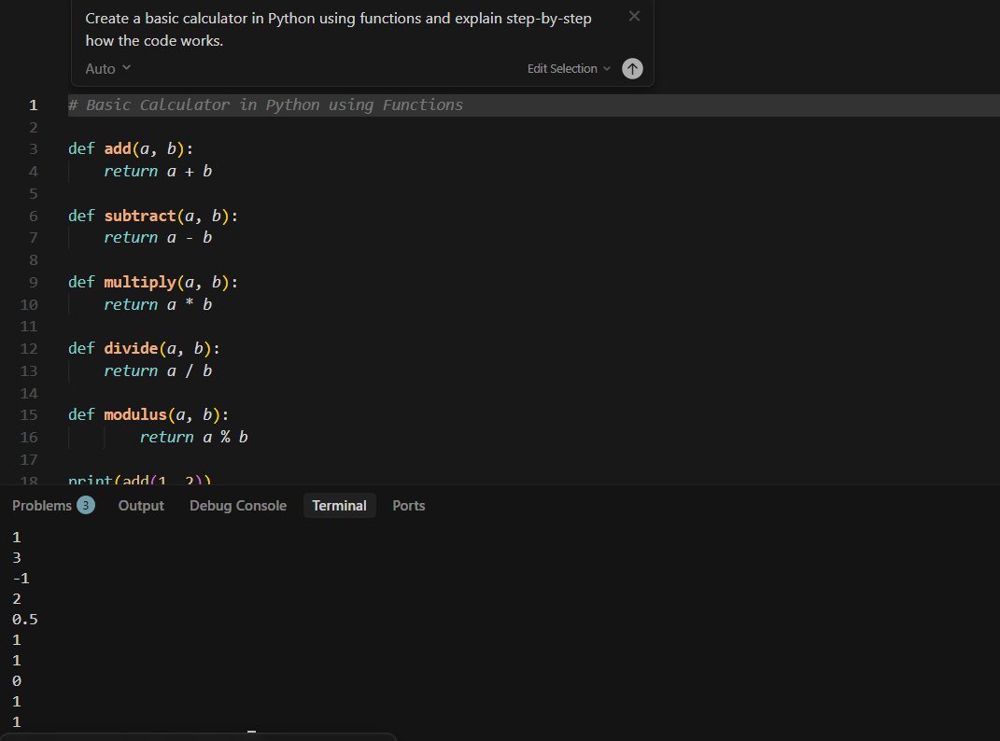 Create a basic calculator in Python using functions and explain step-by-step
how the code works.
Auto
Edit Selection
1 # Basic Calculator in Python using Functions
2
3 def add(a, b):
4     return a + b
5
6 def subtract(a, b):
7     return a - b
8
9 def multiply(a, b):
10     return a * b
11
12 def divide(a, b):
13     return a / b
14
15 def modulus(a, b):
16         return a % b
17
18 print(add(1, 2))
Problems 3 Output Debug Console Terminal Ports
1
3
-1
2
0.5
1
1
0
1
1